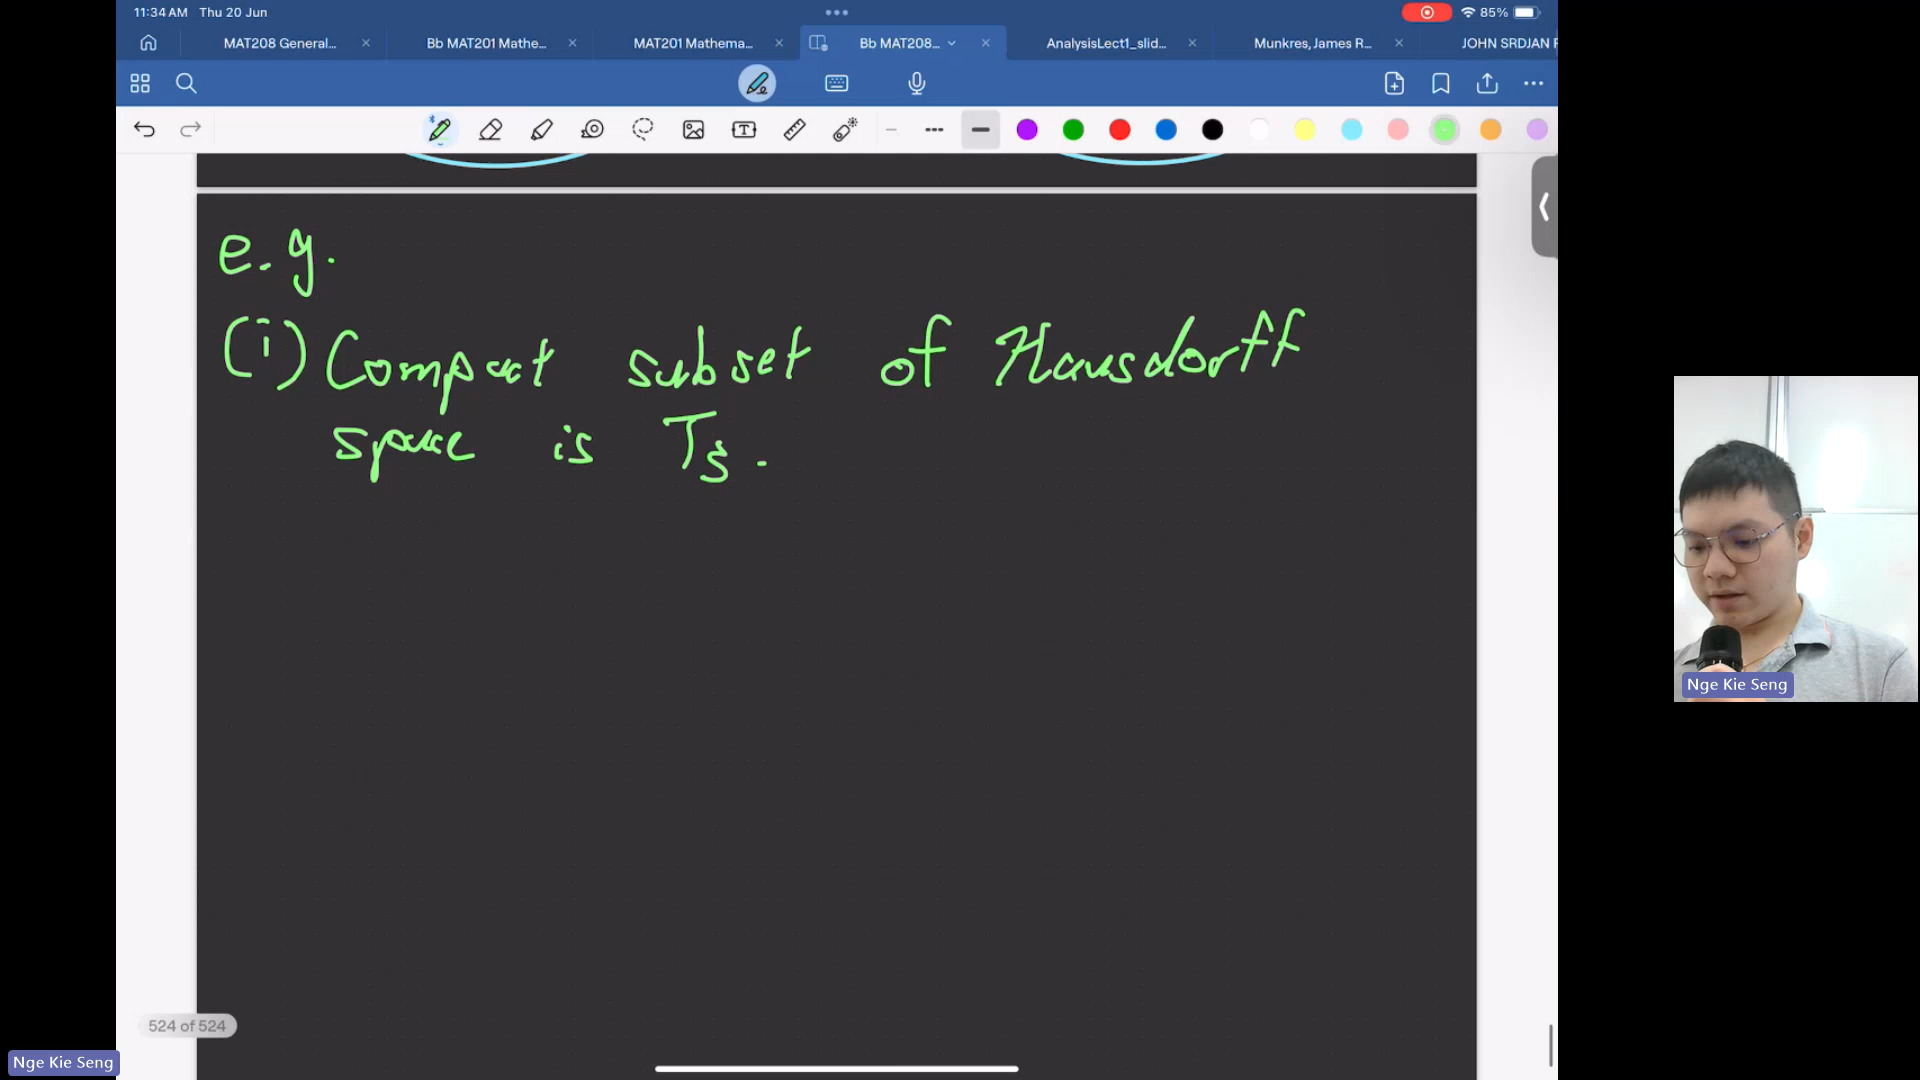 11:34 AM Thu 20 Jun
85%
MAT208 General...
Bb MAT201 Mathe...
MAT201 Mathema...
Bb MAT208...
AnalysisLect1_slid...
Munkres, James R...
JOHN SRDJAN
e.g.
(i) Compact subset of Hausdorff
space is T3.
Nge Kie Seng
524 of 524
Nge Kie Seng